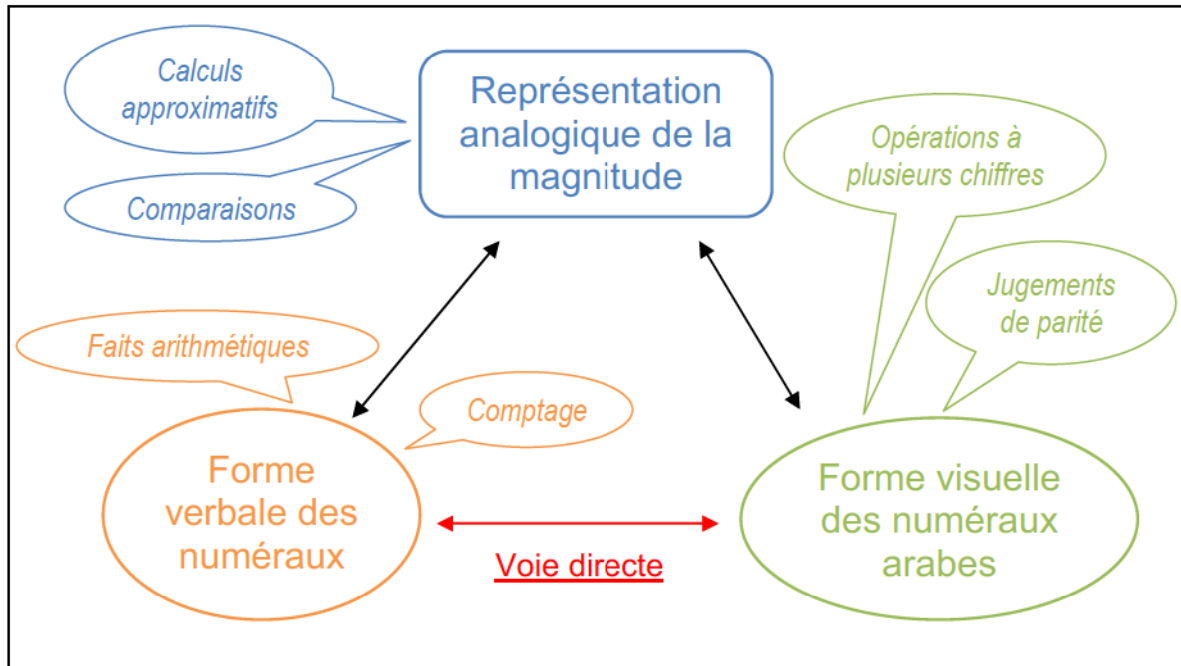 Calculs
approximatifs
Représentation
analogique de la
magnitude
Opérations à
plusieurs chiffres
Comparaisons
Jugements
de parité
Faits arithmétiques
Comptage
Forme
verbale des
numéraux
Forme visuelle
des numéraux
arabes
Voie directe